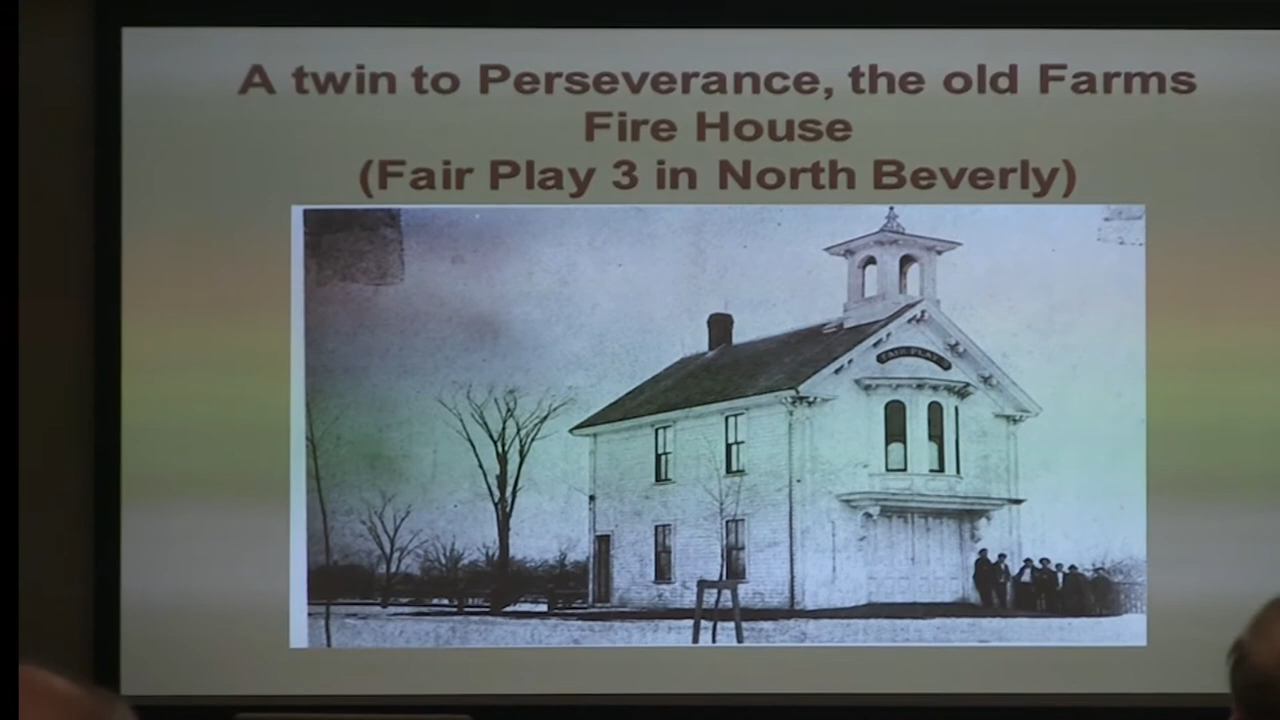 A twin to Perseverance, the old Farms
Fire House
(Fair Play 3 in North Beverly)
FAIR PLAY